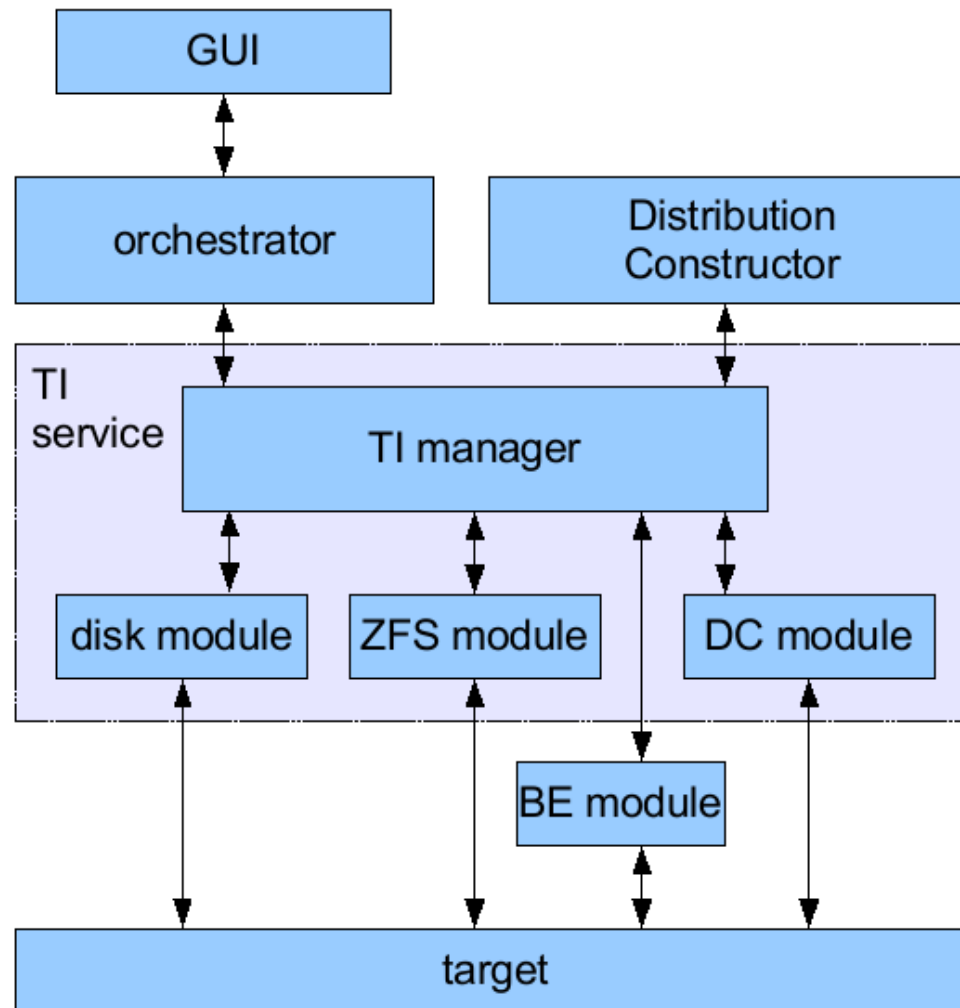 GUI
orchestrator
Distribution
Constructor
TI
service
TI manager
disk module
ZFS module
DC module
BE module
target